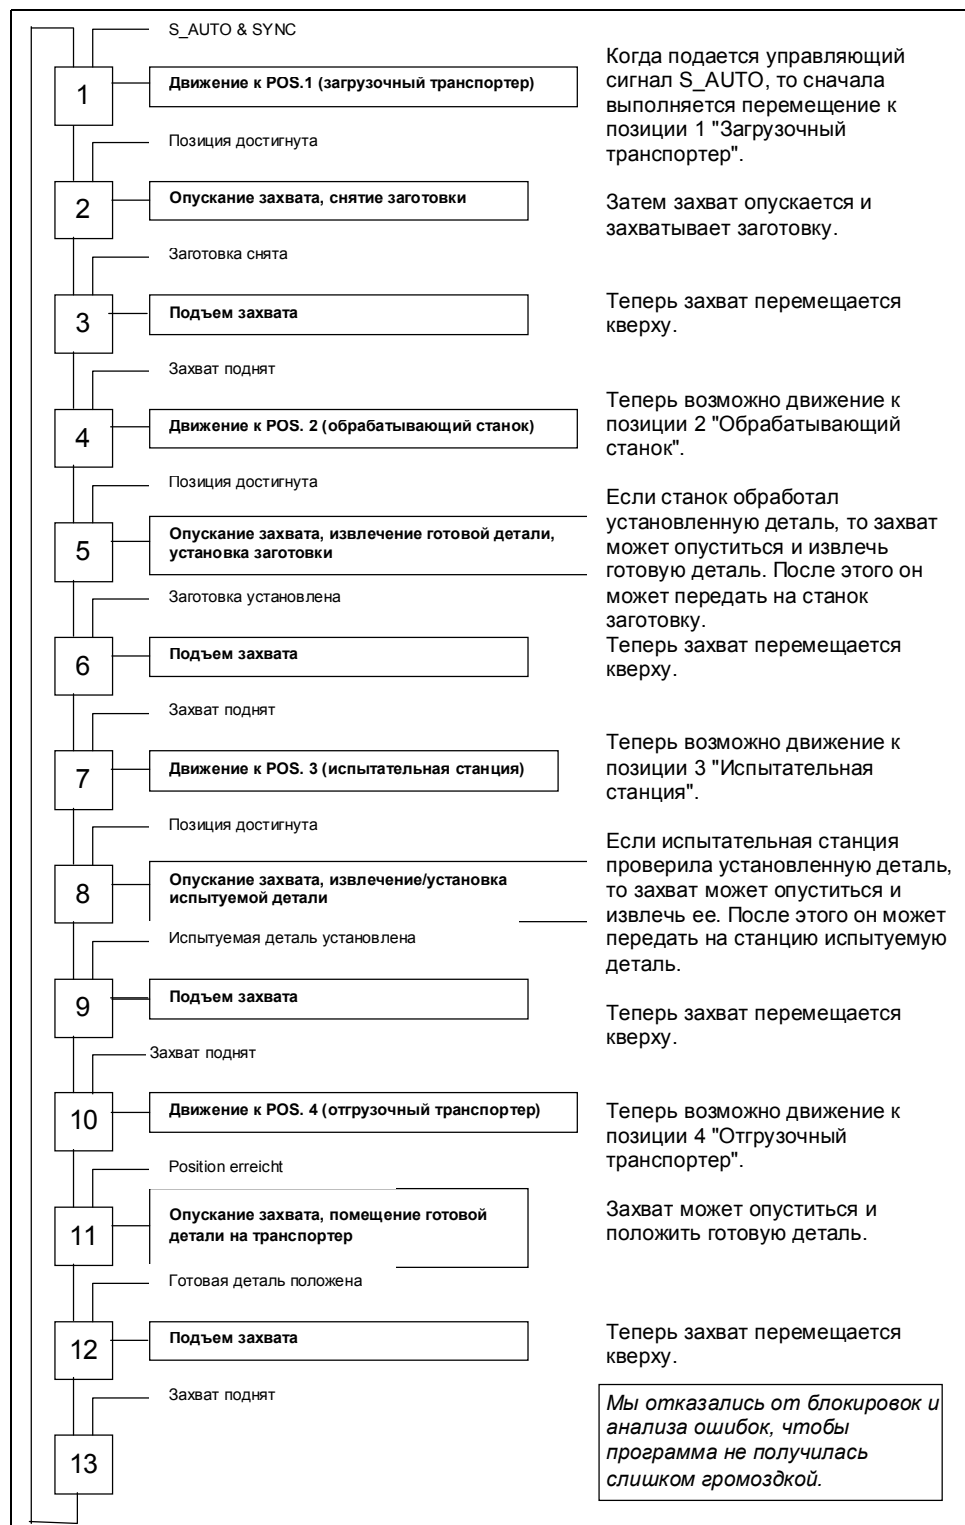 S_AUTO & SYNC
1
Движение к POS.1 (загрузочный транспортер)
Когда подается управляющий
сигнал S_AUTO, то сначала
выполняется перемещение к
позиции 1 "Загрузочный
транспортер".
Позиция достигнута
2
Опускание захвата, снятие заготовки
Затем захват опускается и
захватывает заготовку.
Заготовка снята
3
Подъем захвата
Теперь захват перемещается
кверху.
Захват поднят
4
Движение к POS. 2 (обрабатывающий станок)
Теперь возможно движение к
позиции 2 "Обрабатывающий
станок".
Позиция достигнута
5
Опускание захвата, извлечение готовой детали,
установка заготовки
Если станок обработал
установленную деталь, то захват
может опуститься и извлечь
готовую деталь. После этого он
может передать на станок
заготовку.
Заготовка установлена
6
Подъем захвата
Теперь захват перемещается
кверху.
Захват поднят
7
Движение к POS. 3 (испытательная станция)
Теперь возможно движение к
позиции 3 "Испытательная
станция".
Позиция достигнута
8
Опускание захвата, извлечение/установка
испытуемой детали
Если испытательная станция
проверила установленную деталь,
то захват может опуститься и
извлечь ее. После этого он может
передать на станцию испытуемую
деталь.
Испытуемая деталь установлена
9
Подъем захвата
Теперь захват перемещается
кверху.
Захват поднят
10
Движение к POS. 4 (отгрузочный транспортер)
Теперь возможно движение к
позиции 4 "Отгрузочный
транспортер".
Position erreicht
11
Опускание захвата, помещение готовой
детали на транспортер
Захват может опуститься и
положить готовую деталь.
Готовая деталь положена
12
Подъем захвата
Теперь захват перемещается
кверху.
Захват поднят
13
Мы отказались от блокировок и
анализа ошибок, чтобы
программа не получилась
слишком громоздкой.